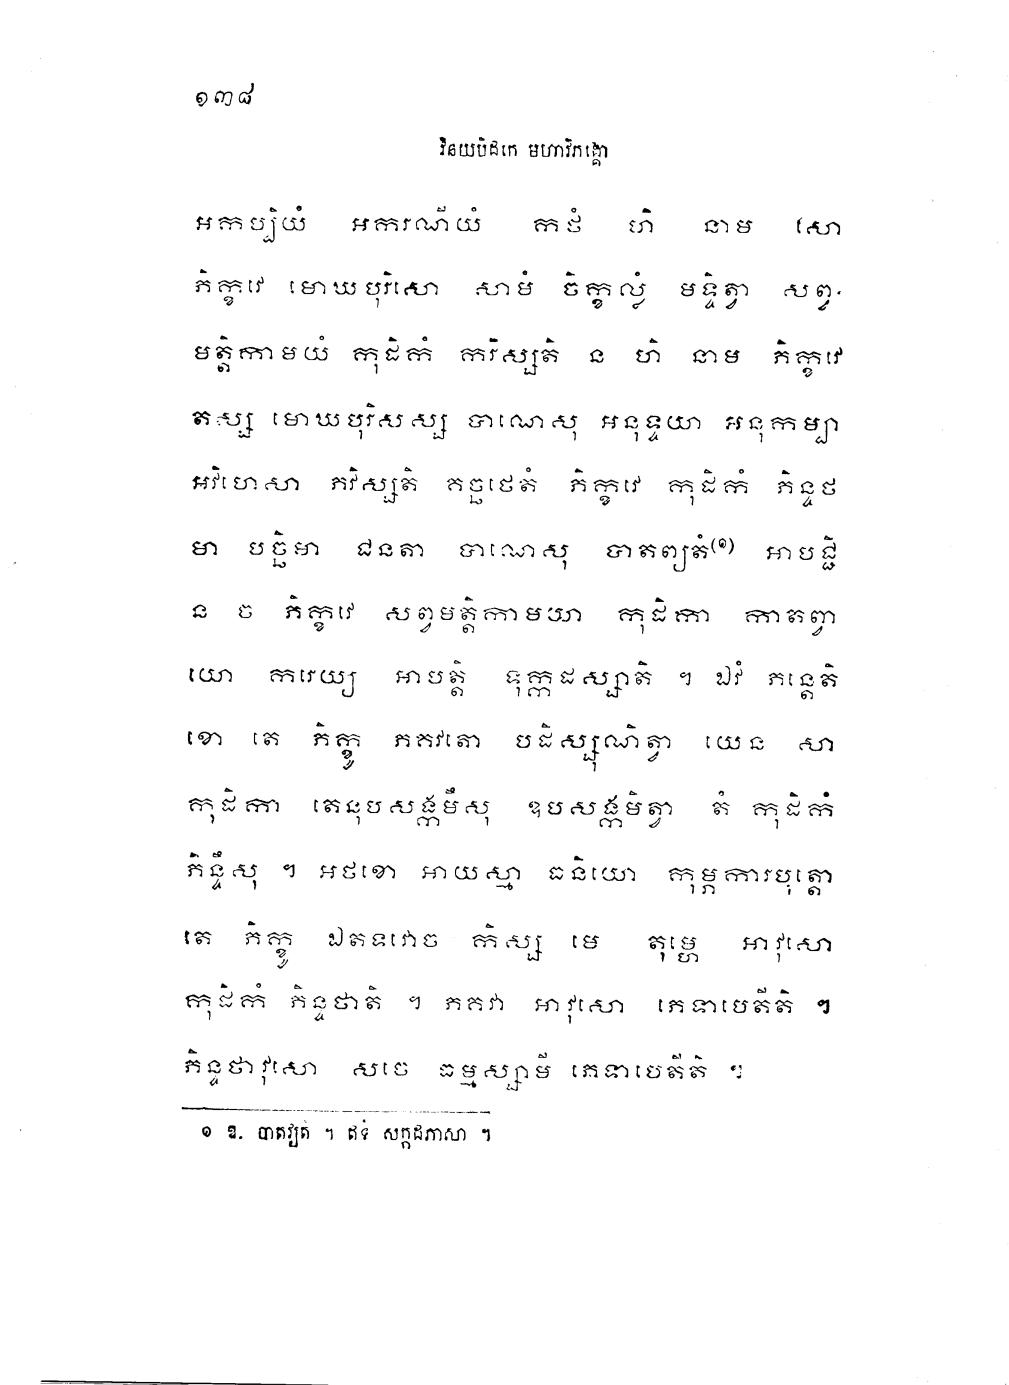 ១៣៨
វិនយបិដកេ មហាវិភង្គោ
អកប្បិយំ អករណីយំ កថំ ហិ នាម សោ
ភិក្ខវេ មោឃបុរិសោ សាមំ ចិក្ខល្លំ មទ្ទិត្វា សព្វ-
មត្តិកាមយំ កុដិកំ ករិស្សតិ ន ហិ នាម ភិក្ខវេ
តស្ស មោឃបុរិសស្ស បាណេសុ អនុទ្ទយា អនុកម្បា
អវិហេសា ភវិស្សតិ គច្ឆថេតំ ភិក្ខវេ កុដិកំ ភិន្ទថ
មា បច្ឆិមា ជនតា បាណេសុ បាតព្យតំ(១) អាបជ្ជិ
ន ច ភិក្ខវេ សព្វមត្តិកាមយា កុដិកា កាតព្វា
យោ ករេយ្យ អាបត្តិ ទុក្កដស្សាតិ ។ ឯវំ ភន្តេតិ
ខោ តេ ភិក្ខូ ភគវតោ បដិស្សុណិត្វា យេន សា
កុដិកា តេនុបសង្កមឹសុ ឧបសង្កមិត្វា តំ កុដិកំ
ភិន្ទឹសុ ។ អថខោ អាយស្មា ធនិយោ កុម្ភការបុត្តោ
តេ ភិក្ខូ ឯតទវោច កិស្ស មេ តុម្ហេ អាវុសោ
កុដិកំ ភិន្ទថាតិ ។ ភគវា អាវុសោ ភេទាបេតីតិ ។
ភិន្ទថាវុសោ សចេ ធម្មស្សាមី ភេទាបេតីតិ ។
១ ឱ. បាតវ្យតំ ។ ឥទំ សក្កដភាសា ។